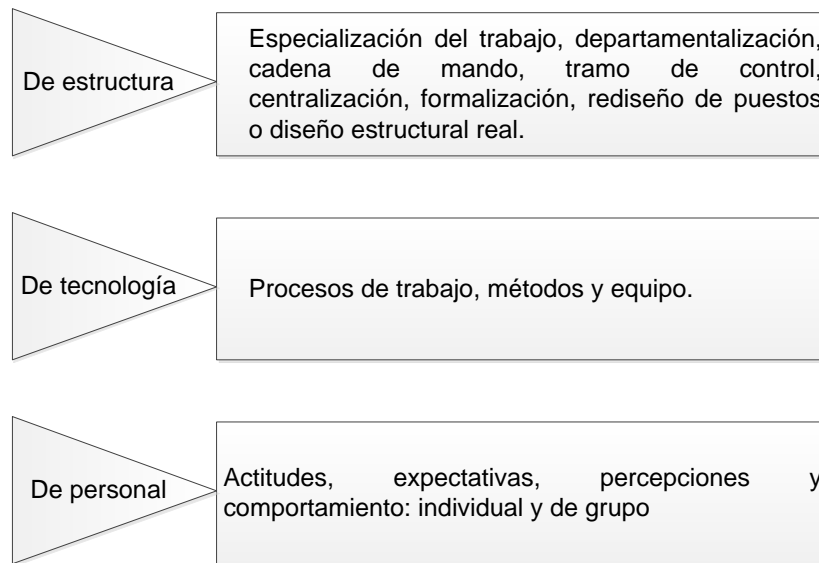 De estructura
Especialización del trabajo, departamentalización,
cadena de mando, tramo de control,
centralización, formalización, rediseño de puestos
o diseño estructural real.
De tecnología
Procesos de trabajo, métodos y equipo.
De personal
Actitudes, expectativas, percepciones y
comportamiento: individual y de grupo